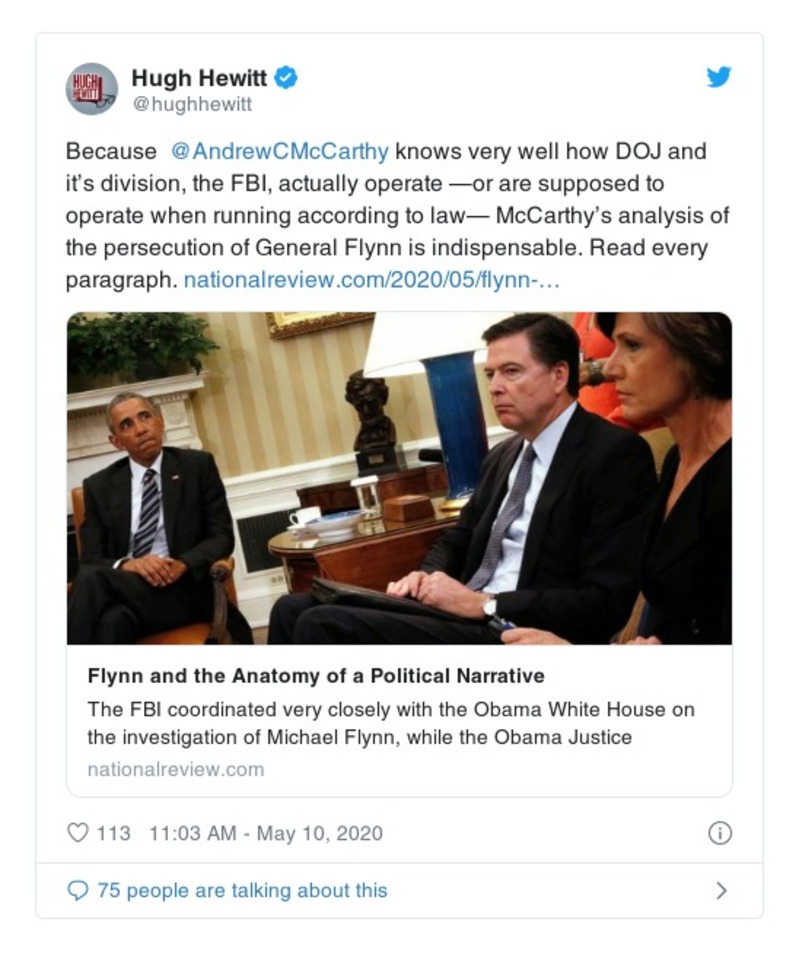 HUGH
HEWITT
Hugh Hewitt
@hughhewitt
Because @AndrewCMcCarthy knows very well how DOJ and
it’s division, the FBI, actually operate —or are supposed to
operate when running according to law— McCarthy’s analysis of
the persecution of General Flynn is indispensable. Read every
paragraph. nationalreview.com/2020/05/flynn-…
Flynn and the Anatomy of a Political Narrative
The FBI coordinated very closely with the Obama White House on
the investigation of Michael Flynn, while the Obama Justice
nationalreview.com
113 11:03 AM - May 10, 2020
75 people are talking about this